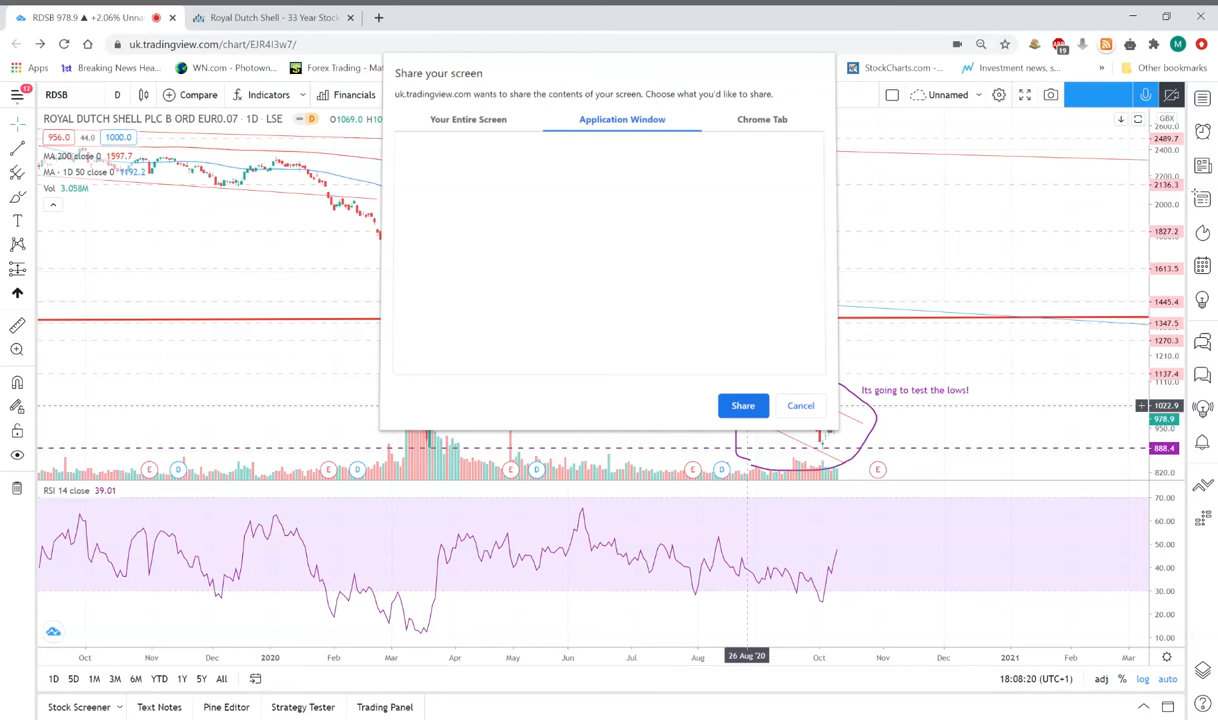 RDSB 978.9 ▲ +2.06% Unna
Royal Dutch Shell - 33 Year Stock
uk.tradingview.com/chart/EJR4I3w7/
19
M
Apps
1st Breaking News Hea...
WN.com - Photown...
Forex Trading - Ma
StockCharts.com -...
Investment news, s...
»
Other bookmarks
17
RDSB
D
Compare
Indicators
Financials
Unnamed
ROYAL DUTCH SHELL PLC B ORD EUR0.07 · 1D · LSE
D
O1069.0 H10
GBX
956.0
44.0
1000.0
MA 200 close 0 1597.7
MA · 1D 50 close 0 1192.2
Vol 3.058M
Share your screen
uk.tradingview.com wants to share the contents of your screen. Choose what you'd like to share.
Your Entire Screen
Application Window
Chrome Tab
Share
Cancel
Its going to test the lows!
2600.0
2489.7
2400.0
2136.3
2000.0
1827.2
1613.5
1445.4
1347.5
1270.3
1210.0
1137.4
1110.0
1022.9
978.9
950.0
888.4
820.0
E
D
E
D
E
D
E
D
E
RSI 14 close 39.01
70.00
60.00
50.00
40.00
30.00
20.00
10.00
Oct
Nov
Dec
2020
Feb
Mar
Apr
May
Jun
Jul
Aug
26 Aug '20
Oct
Nov
Dec
2021
Feb
Mar
1D
5D
1M
3M
6M
YTD
1Y
5Y
All
18:08:20 (UTC+1)
adj
%
log
auto
Stock Screener
Text Notes
Pine Editor
Strategy Tester
Trading Panel